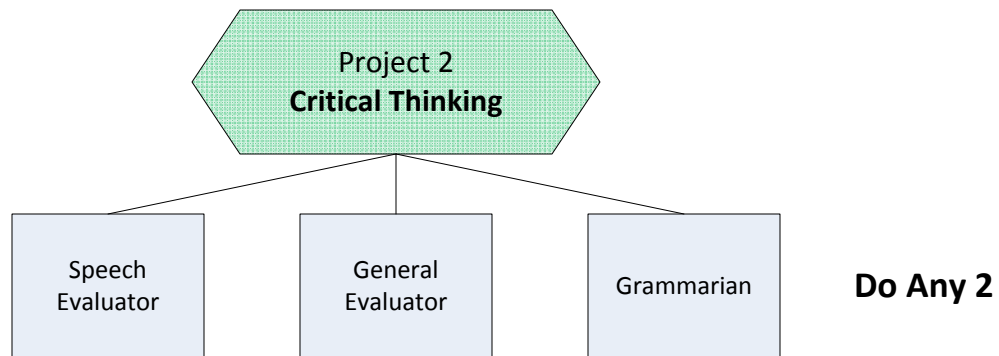 Project 2
Critical Thinking
Speech
Evaluator
General
Evaluator
Grammarian
Do Any 2